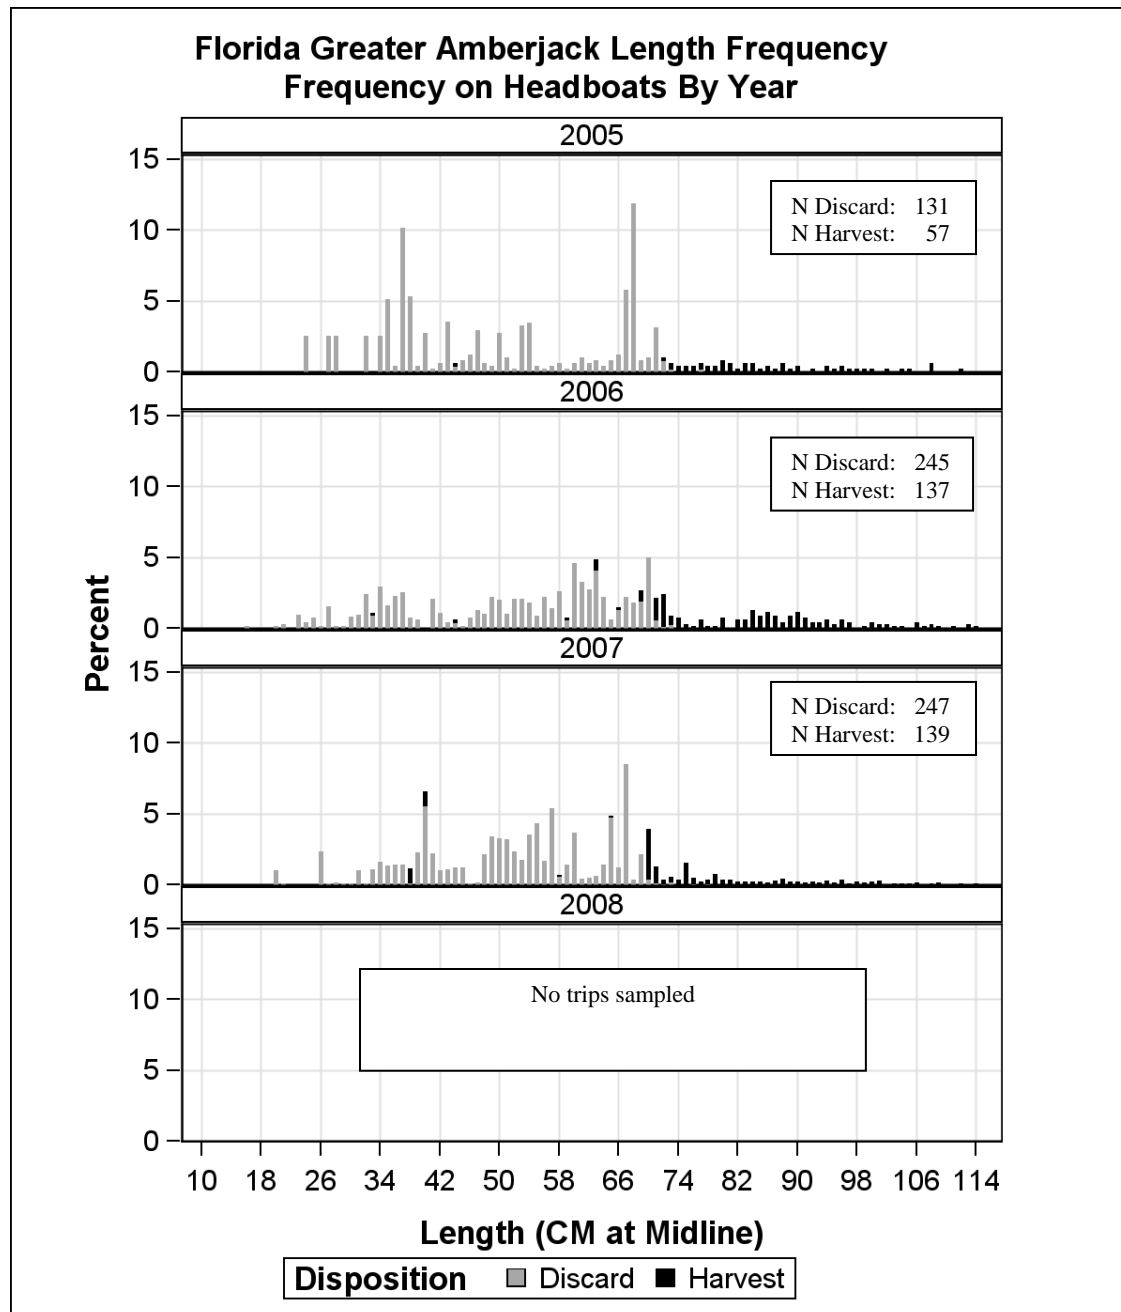 Florida Greater Amberjack Length Frequency
Frequency on Headboats By Year
2005
15
10
5
0
N Discard: 131
N Harvest: 57
2006
15
10
5
0
N Discard: 245
N Harvest: 137
2007
15
10
5
0
N Discard: 247
N Harvest: 139
2008
15
10
5
0
No trips sampled
Percent
10 18 26 34 42 50 58 66 74 82 90 98 106 114
Length (CM at Midline)
Disposition Discard Harvest